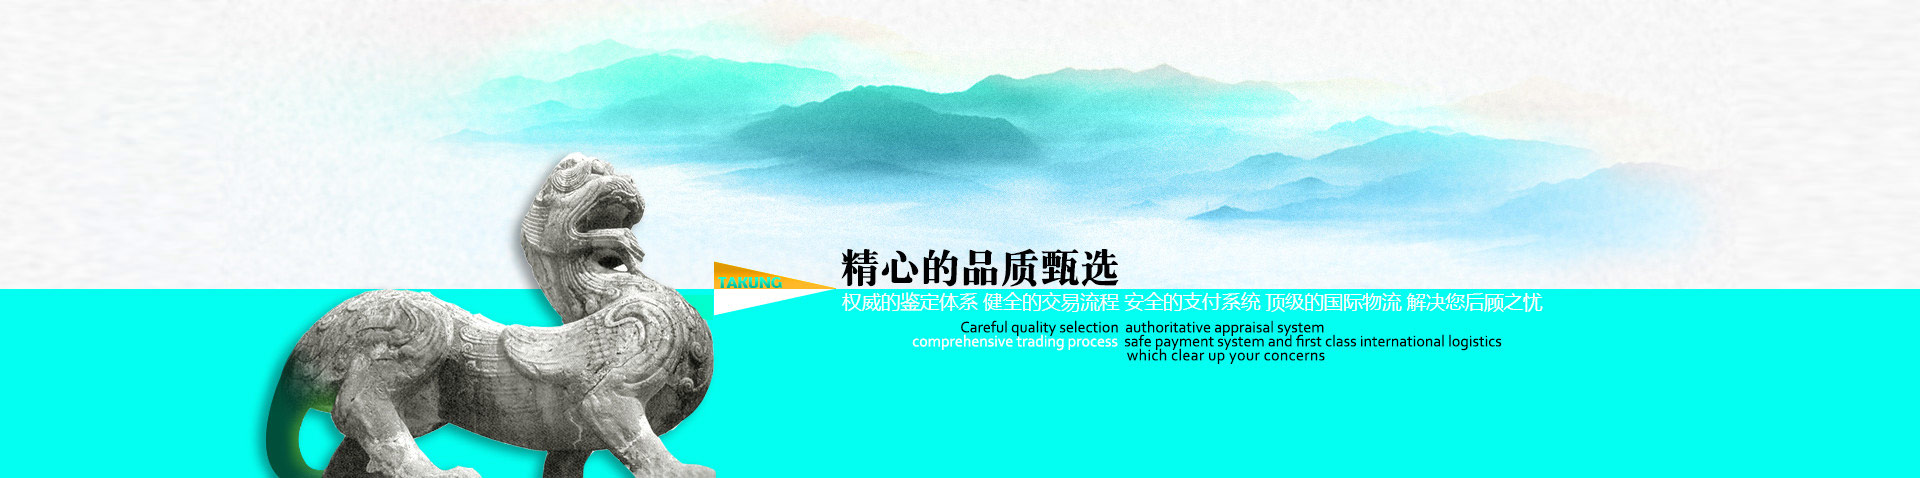 精心的品质甄选
TAKUNG
权威的鉴定体系 健全的交易流程 安全的支付系统 顶级的国际物流 解决您后顾之忧
Careful quality selection authoritative appraisal system
comprehensive trading process safe payment system and first class international logistics
which clear up your concerns